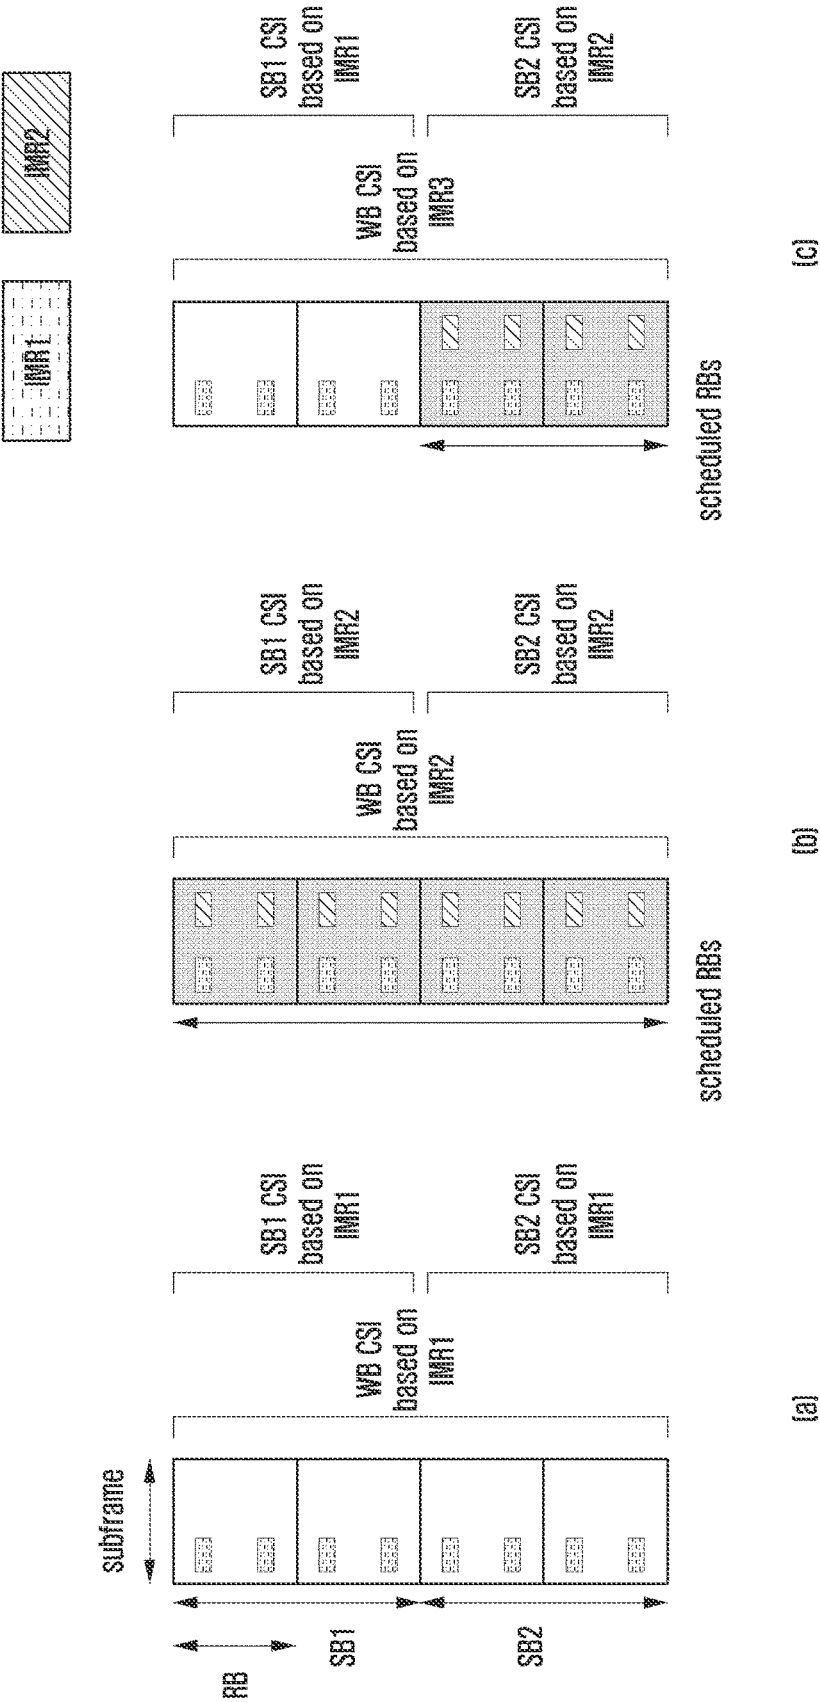 IMR1
IMR2
subframe
RB
SB1
SB2
WB CSI
based on
IMR1
SB1 CSI
based on
IMR1
SB2 CSI
based on
IMR1
(a)
scheduled RBs
WB CSI
based on
IMR2
SB1 CSI
based on
IMR2
SB2 CSI
based on
IMR2
(b)
scheduled RBs
WB CSI
based on
IMR3
SB1 CSI
based on
IMR1
SB2 CSI
based on
IMR2
(c)